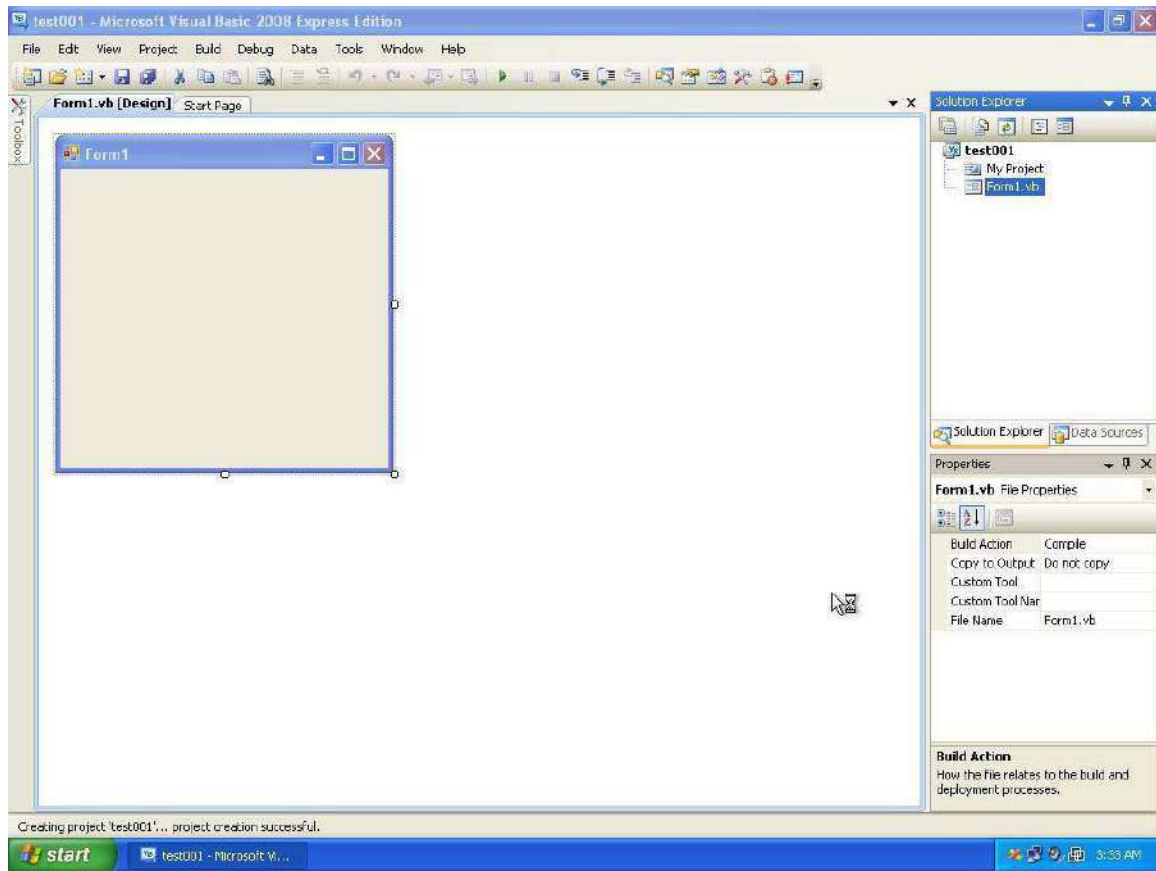 test001 - Microsoft Visual Basic 2008 Express Edition
File Edit View Project Build Debug Data Tools Window Help
Toolbox
Form1.vb [Design] Start Page
Form1
Solution Explorer
test001
My Project
Form1.vb
Solution Explorer Data Sources
Properties
Form1.vb File Properties
Build Action Compile
Copy to Output Do not copy
Custom Tool
Custom Tool Nar
File Name Form1.vb
Build Action
How the file relates to the build and
deployment processes.
Creating project 'test001'... project creation successful.
start test001 - Microsoft Vi... 3:33 AM